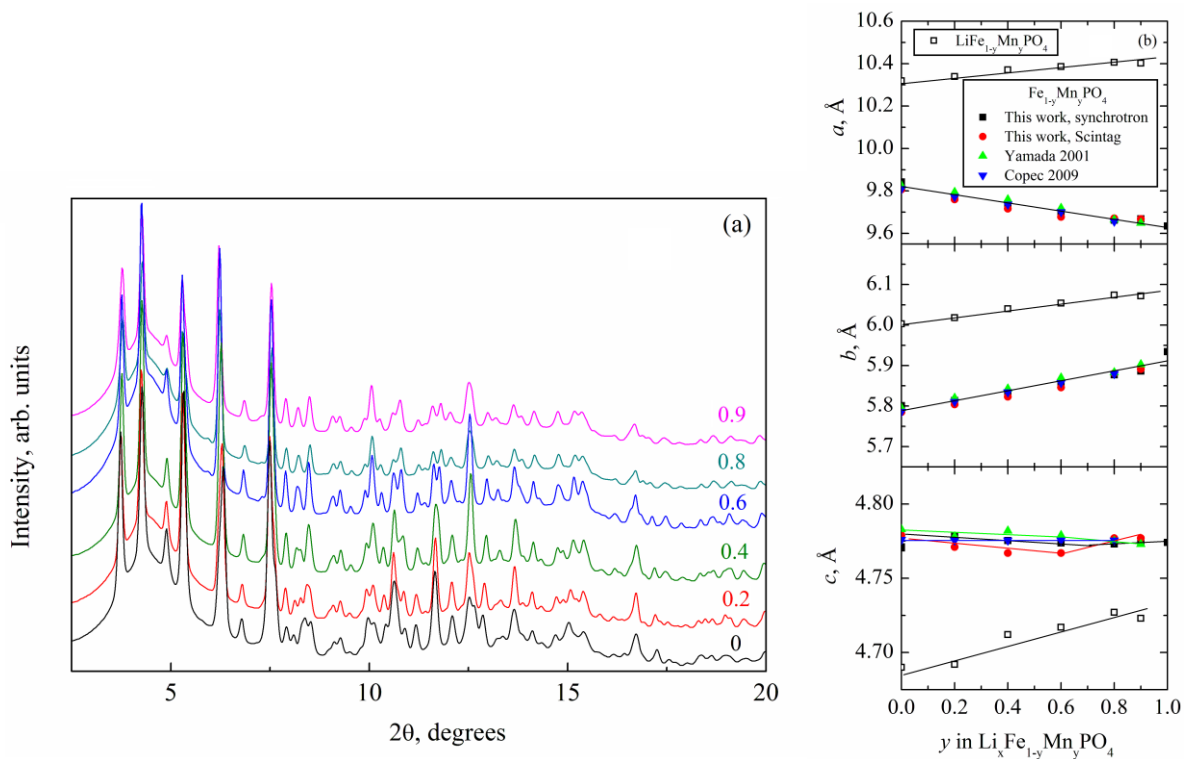 (a)
0.9
0.8
0.6
0.4
0.2
0
Intensity, arb. units
5
10
15
20
2θ, degrees
10.6
10.4
10.2
10.0
9.8
9.6
a, Å
(b)
LiFe₁₋yMnyPO₄
Fe₁₋yMnyPO₄
This work, synchrotron
This work, Scintag
Yamada 2001
Copec 2009
6.1
6.0
5.9
5.8
5.7
b, Å
4.80
4.75
4.70
c, Å
0.0
0.2
0.4
0.6
0.8
1.0
y in LiₓFe₁₋yMnyPO₄